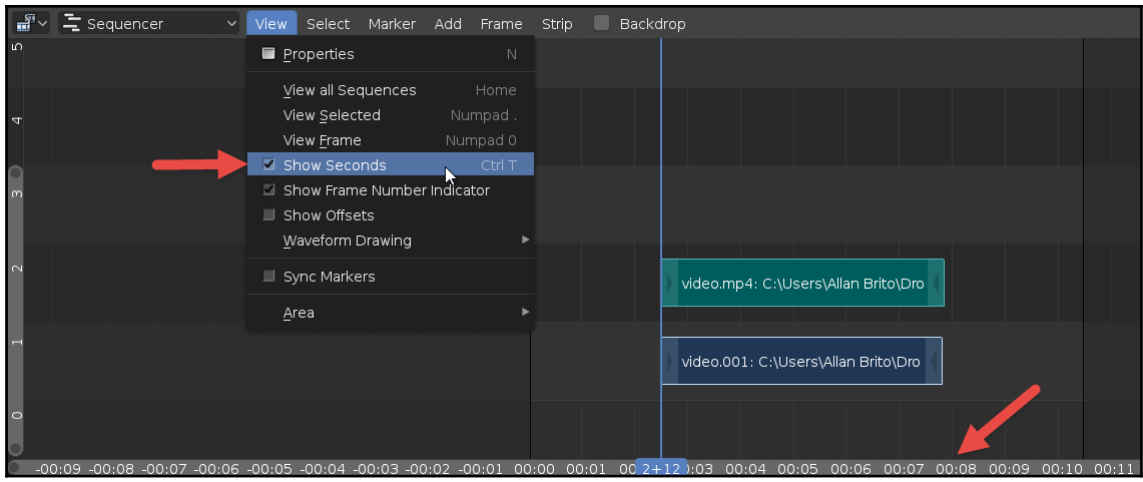 Sequencer View Select Marker Add Frame Strip Backdrop
Properties N
View all Sequences Home
View Selected Numpad .
View Frame Numpad 0
Show Seconds Ctrl T
Show Frame Number Indicator
Show Offsets
Waveform Drawing
Sync Markers
Area
5
4
3
2
video.mp4: C:\Users\Allan Brito\Dro
1
video.001: C:\Users\Allan Brito\Dro
0
-00:09 -00:08 -00:07 -00:06 -00:05 -00:04 -00:03 -00:02 -00:01 00:00 00:01 00 2+12 0:03 00:04 00:05 00:06 00:07 00:08 00:09 00:10 00:11